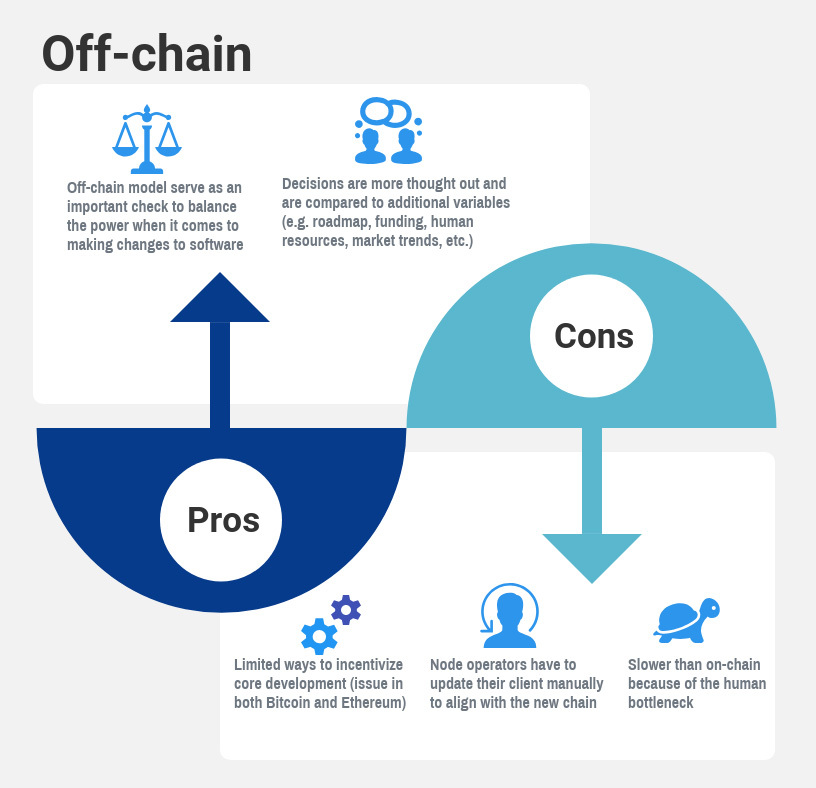 Off-chain
Off-chain model serve as an
important check to balance
the power when it comes to
making changes to software
Decisions are more thought out and
are compared to additional variables
(e.g. roadmap, funding, human
resources, market trends, etc.)
Cons
Pros
Limited ways to incentivize
core development (issue in
both Bitcoin and Ethereum)
Node operators have to
update their client manually
to align with the new chain
Slower than on-chain
because of the human
bottleneck